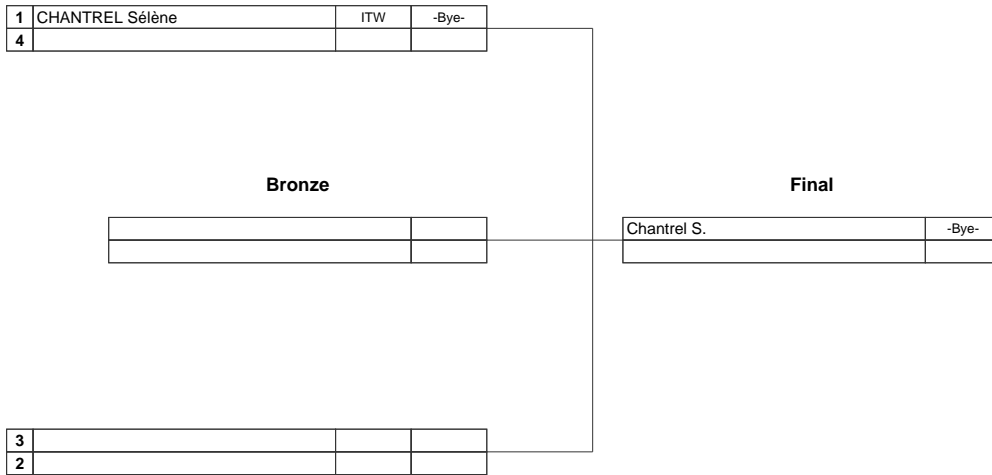 1 CHANTREL Sélène ITW -Bye-
4
Bronze
Final
Chantrel S. -Bye-
3
2